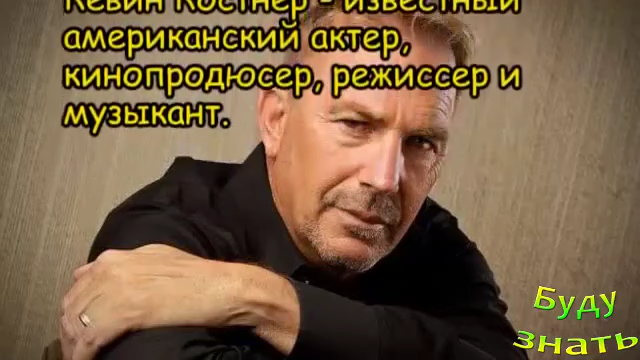 Кевин Костнер - известный
американский актер,
кинопродюсер, режиссер и
музыкант.
Буду
знать